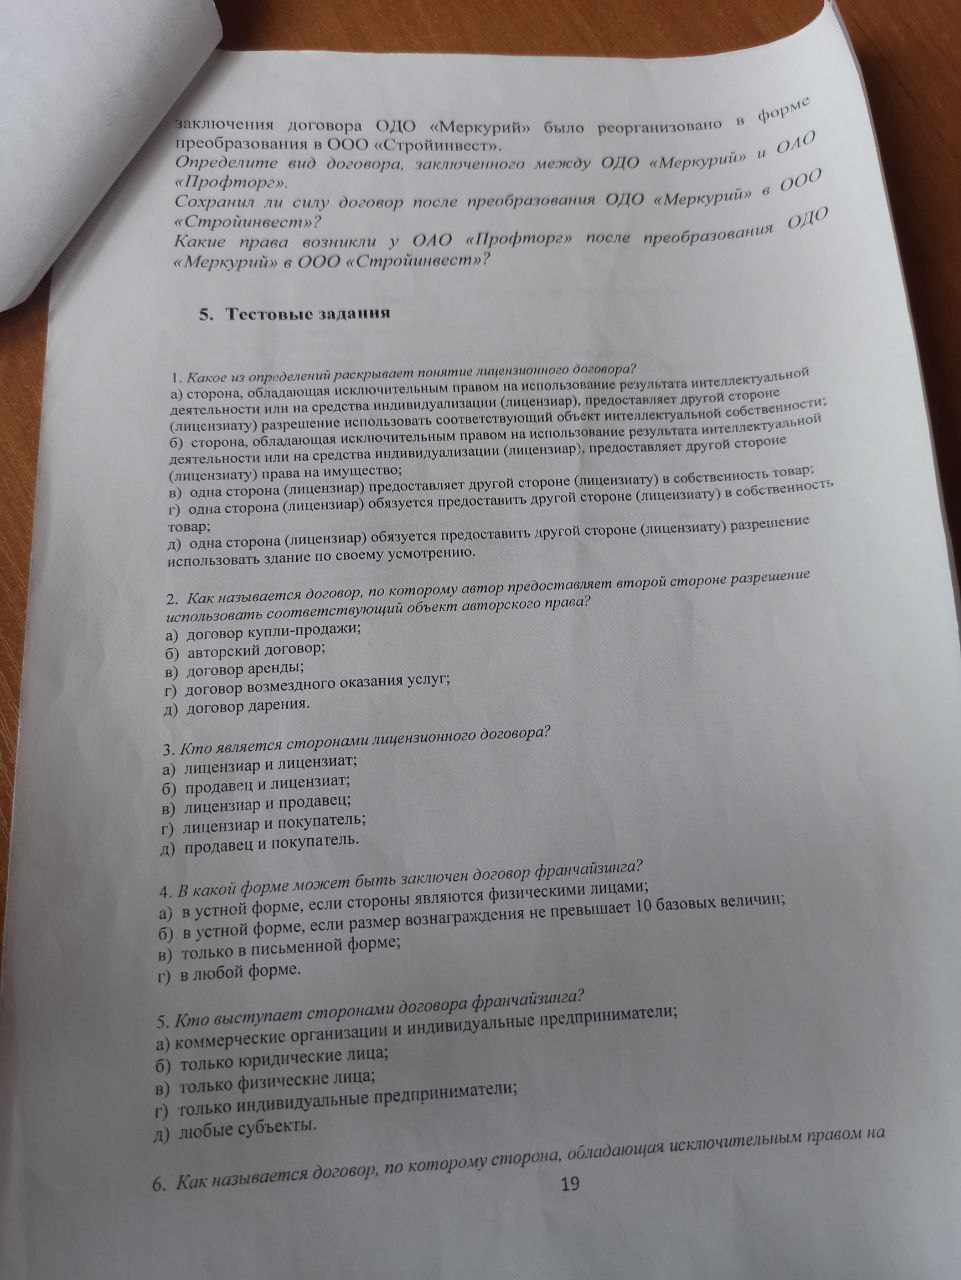 заключения договора ОДО «Меркурий» было реорганизовано в форме
преобразования в ООО «Стройинвест».
Определите вид договора, заключенного между ОДО «Меркурий» и ОАО
«Профторг».
Сохранил ли силу договор после преобразования ОДО «Меркурий» в ООО
«Стройинвест»?
Какие права возникли у ОАО «Профторг» после преобразования ОДО
«Меркурий» в ООО «Стройинвест»?
5. Тестовые задания
1. Какое из определений раскрывает понятие лицензионного договора?
а) сторона, обладающая исключительным правом на использование результата интеллектуальной
деятельности или на средства индивидуализации (лицензиар), предоставляет другой стороне
(лицензиату) разрешение использовать соответствующий объект интеллектуальной собственности;
б) сторона, обладающая исключительным правом на использование результата интеллектуальной
деятельности или на средства индивидуализации (лицензиар), предоставляет другой стороне
(лицензиату) права на имущество;
в) одна сторона (лицензиар) предоставляет другой стороне (лицензиату) в собственность товар;
г) одна сторона (лицензиар) обязуется предоставить другой стороне (лицензиату) в собственность
товар;
д) одна сторона (лицензиар) обязуется предоставить другой стороне (лицензиату) разрешение
использовать здание по своему усмотрению.
2. Как называется договор, по которому автор предоставляет второй стороне разрешение
использовать соответствующий объект авторского права?
а) договор купли-продажи;
б) авторский договор;
в) договор аренды;
г) договор возмездного оказания услуг;
д) договор дарения.
3. Кто является сторонами лицензионного договора?
а) лицензиар и лицензиат;
б) продавец и лицензиат;
в) лицензиар и продавец;
г) лицензиар и покупатель;
д) продавец и покупатель.
4. В какой форме может быть заключен договор франчайзинга?
а) в устной форме, если стороны являются физическими лицами;
б) в устной форме, если размер вознаграждения не превышает 10 базовых величин;
в) только в письменной форме;
г) в любой форме.
5. Кто выступает сторонами договора франчайзинга?
а) коммерческие организации и индивидуальные предприниматели;
б) только юридические лица;
в) только физические лица;
г) только индивидуальные предприниматели;
д) любые субъекты.
6. Как называется договор, по которому сторона, обладающая исключительным правом на
19